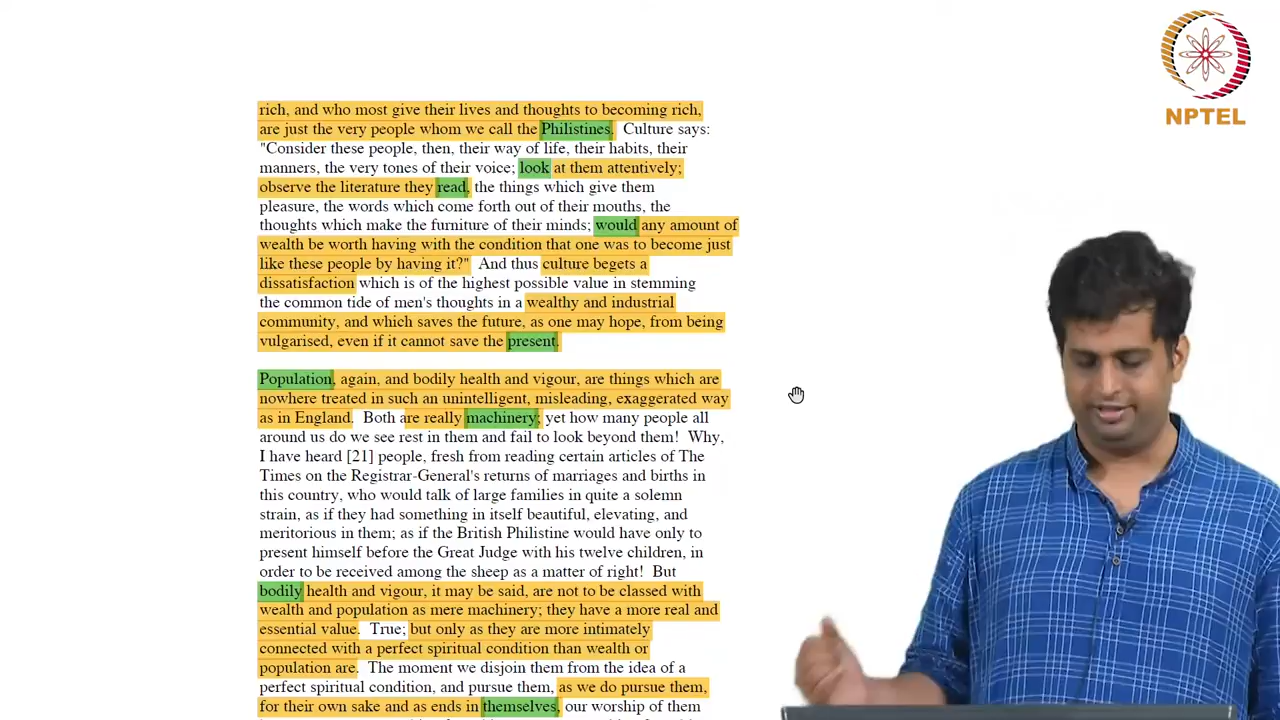 NPTEL
rich, and who most give their lives and thoughts to becoming rich,
are just the very people whom we call the Philistines. Culture says:
"Consider these people, then, their way of life, their habits, their
manners, the very tones of their voice; look at them attentively;
observe the literature they read, the things which give them
pleasure, the words which come forth out of their mouths, the
thoughts which make the furniture of their minds; would any amount of
wealth be worth having with the condition that one was to become just
like these people by having it?" And thus culture begets a
dissatisfaction which is of the highest possible value in stemming
the common tide of men's thoughts in a wealthy and industrial
community, and which saves the future, as one may hope, from being
vulgarised, even if it cannot save the present.
Population, again, and bodily health and vigour, are things which are
nowhere treated in such an unintelligent, misleading, exaggerated way
as in England. Both are really machinery; yet how many people all
around us do we see rest in them and fail to look beyond them! Why,
I have heard [21] people, fresh from reading certain articles of The
Times on the Registrar-General's returns of marriages and births in
this country, who would talk of large families in quite a solemn
strain, as if they had something in itself beautiful, elevating, and
meritorious in them; as if the British Philistine would have only to
present himself before the Great Judge with his twelve children, in
order to be received among the sheep as a matter of right! But
bodily health and vigour, it may be said, are not to be classed with
wealth and population as mere machinery; they have a more real and
essential value. True; but only as they are more intimately
connected with a perfect spiritual condition than wealth or
population are. The moment we disjoin them from the idea of a
perfect spiritual condition, and pursue them, as we do pursue them,
for their own sake and as ends in themselves, our worship of them